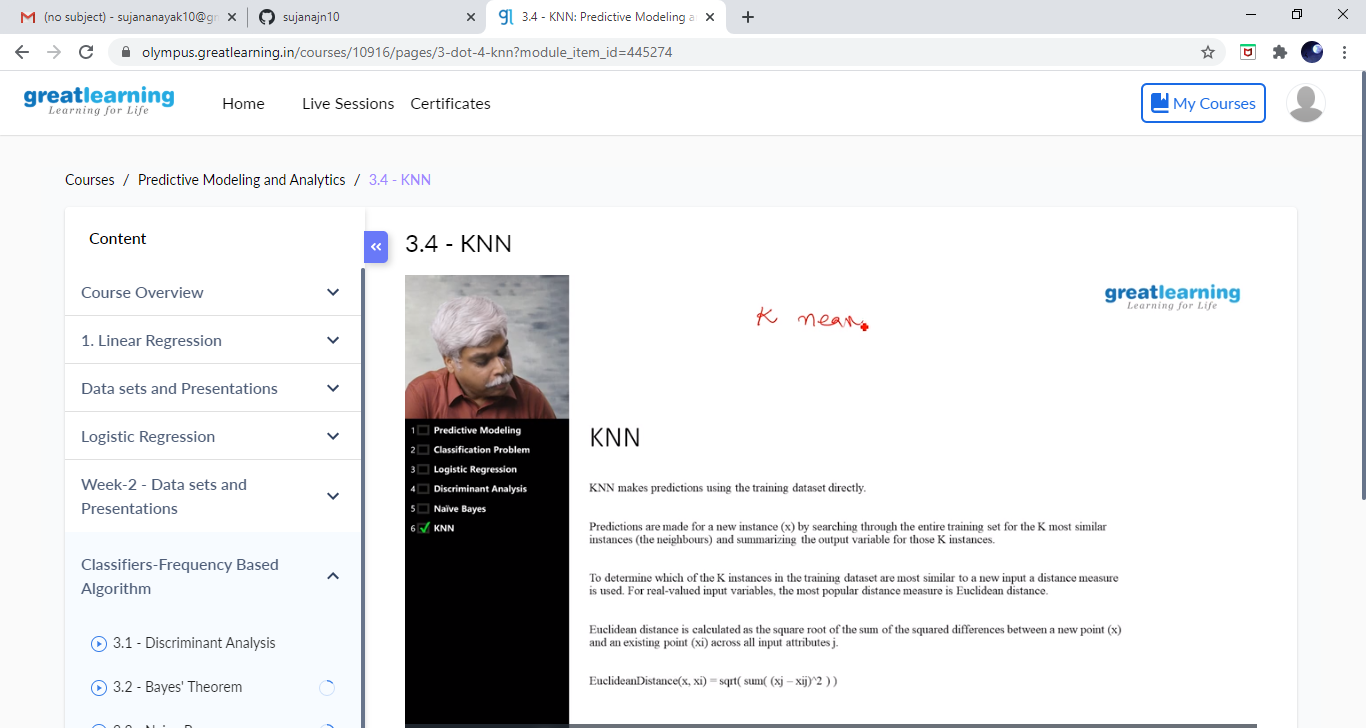 (no subject) - sujananayak10@gm
sujanajn10
3.4 - KNN: Predictive Modeling a
olympus.greatlearning.in/courses/10916/pages/3-dot-4-knn?module_item_id=445274
greatlearning
Learning for Life
Home
Live Sessions
Certificates
My Courses
Courses / Predictive Modeling and Analytics / 3.4 - KNN
Content
Course Overview
1. Linear Regression
Data sets and Presentations
Logistic Regression
Week-2 - Data sets and
Presentations
Classifiers-Frequency Based
Algorithm
3.1 - Discriminant Analysis
3.2 - Bayes' Theorem
3.4 - KNN
K near
greatlearning
Learning for Life
1 Predictive Modeling
2 Classification Problem
3 Logistic Regression
4 Discriminant Analysis
5 Naïve Bayes
6 KNN
KNN
KNN makes predictions using the training dataset directly.
Predictions are made for a new instance (x) by searching through the entire training set for the K most similar
instances (the neighbours) and summarizing the output variable for those K instances.
To determine which of the K instances in the training dataset are most similar to a new input a distance measure
is used. For real-valued input variables, the most popular distance measure is Euclidean distance.
Euclidean distance is calculated as the square root of the sum of the squared differences between a new point (x)
and an existing point (xi) across all input attributes j.
EuclideanDistance(x, xi) = sqrt( sum( (xj – xij)^2 ) )